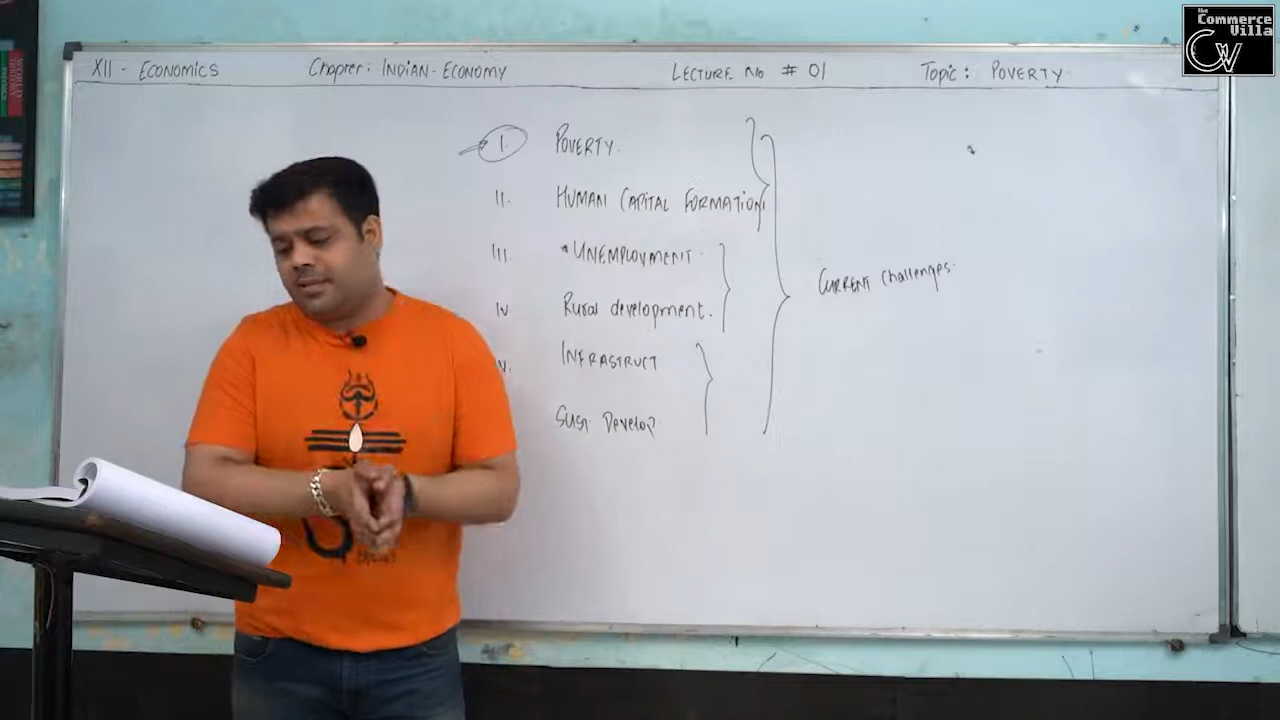 the Commerce Villa
CV
XII - ECONOMICS Chapter: INDIAN-ECONOMY LECTURE No # 01 Topic: POVERTY
I. POVERTY.
II. HUMAN CAPITAL FORMATION
III. *UNEMPLOYMENT.
IV Rural development.
V. INFRASTRUCT
Sust Develop.
CURRENT Challenges.